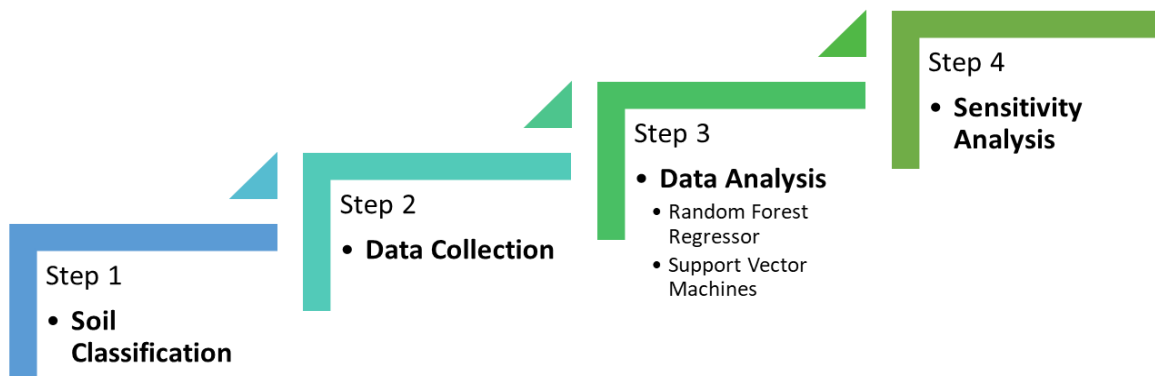 Step 1
• Soil
Classification
Step 2
• Data Collection
Step 3
• Data Analysis
• Random Forest
Regressor
• Support Vector
Machines
Step 4
• Sensitivity
Analysis